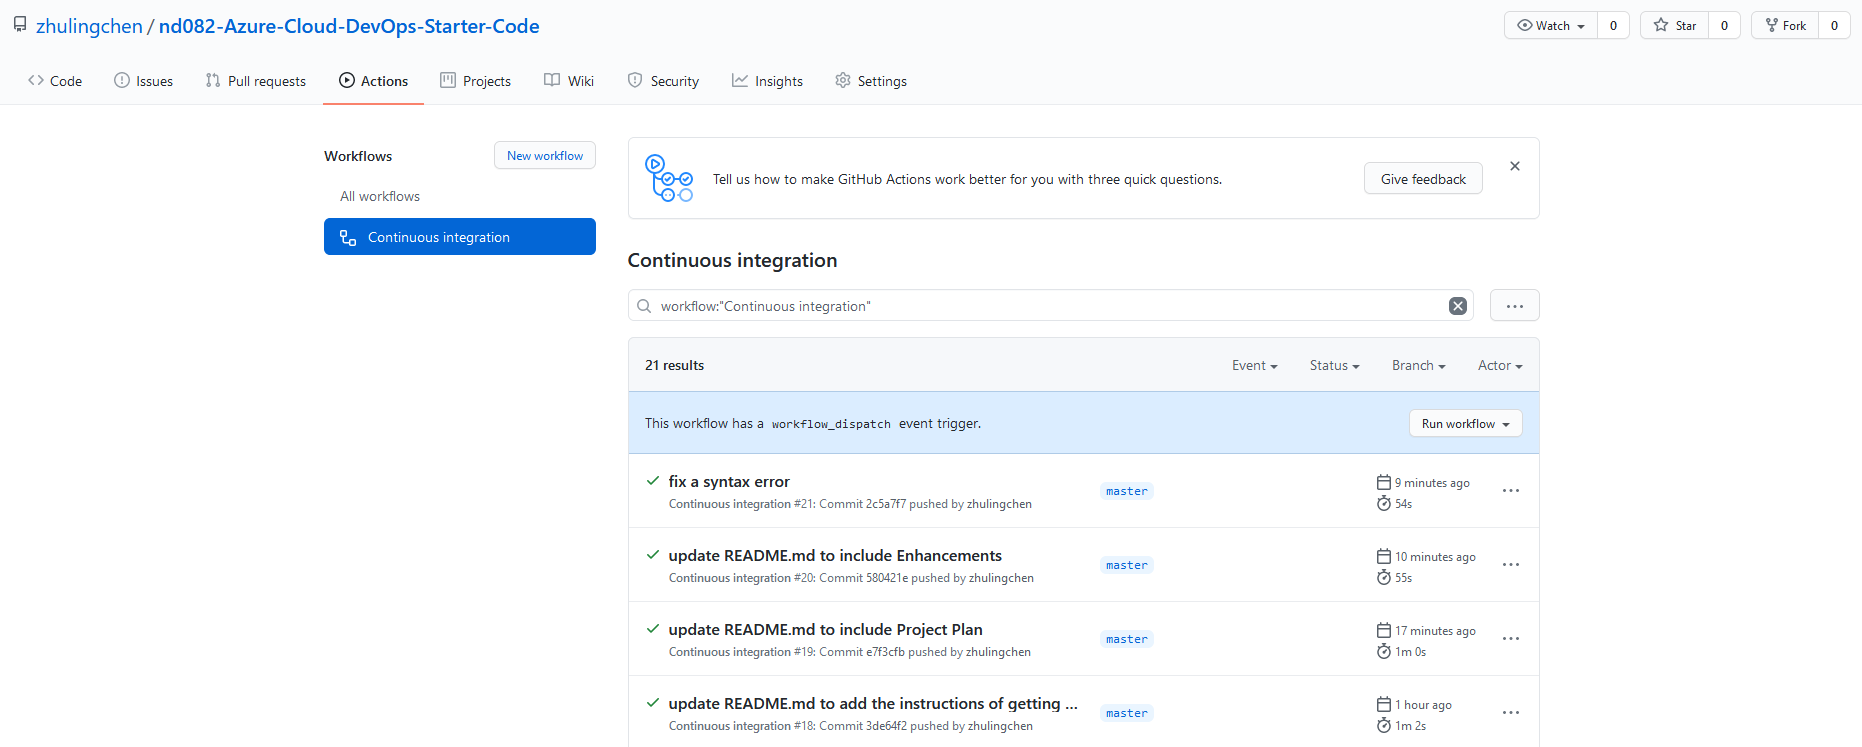 zhulingchen / nd082-Azure-Cloud-DevOps-Starter-Code
Watch 0 Star 0 Fork 0
Code Issues Pull requests Actions Projects Wiki Security Insights Settings
Workflows
New workflow
All workflows
Continuous integration
Tell us how to make GitHub Actions work better for you with three quick questions.
Give feedback
Continuous integration
workflow:"Continuous integration"
21 results
Event Status Branch Actor
This workflow has a workflow_dispatch event trigger.
Run workflow
fix a syntax error
Continuous integration #21: Commit 2c5a7f7 pushed by zhulingchen
master
9 minutes ago
54s
update README.md to include Enhancements
Continuous integration #20: Commit 580421e pushed by zhulingchen
master
10 minutes ago
55s
update README.md to include Project Plan
Continuous integration #19: Commit e7f3cfb pushed by zhulingchen
master
17 minutes ago
1m 0s
update README.md to add the instructions of getting ...
Continuous integration #18: Commit 3de64f2 pushed by zhulingchen
master
1 hour ago
1m 2s